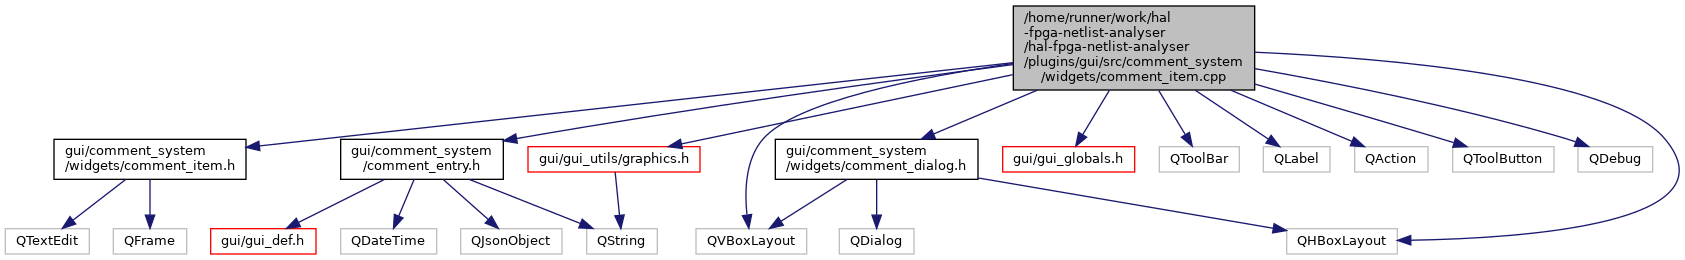 /home/runner/work/hal
-fpga-netlist-analyser
/hal-fpga-netlist-analyser
/plugins/gui/src/comment_system
/widgets/comment_item.cpp
gui/comment_system
/widgets/comment_item.h
gui/comment_system
/comment_entry.h
gui/gui_utils/graphics.h
gui/comment_system
/widgets/comment_dialog.h
gui/gui_globals.h
QToolBar
QLabel
QAction
QToolButton
QDebug
QTextEdit
QFrame
gui/gui_def.h
QDateTime
QJsonObject
QString
QVBoxLayout
QDialog
QHBoxLayout